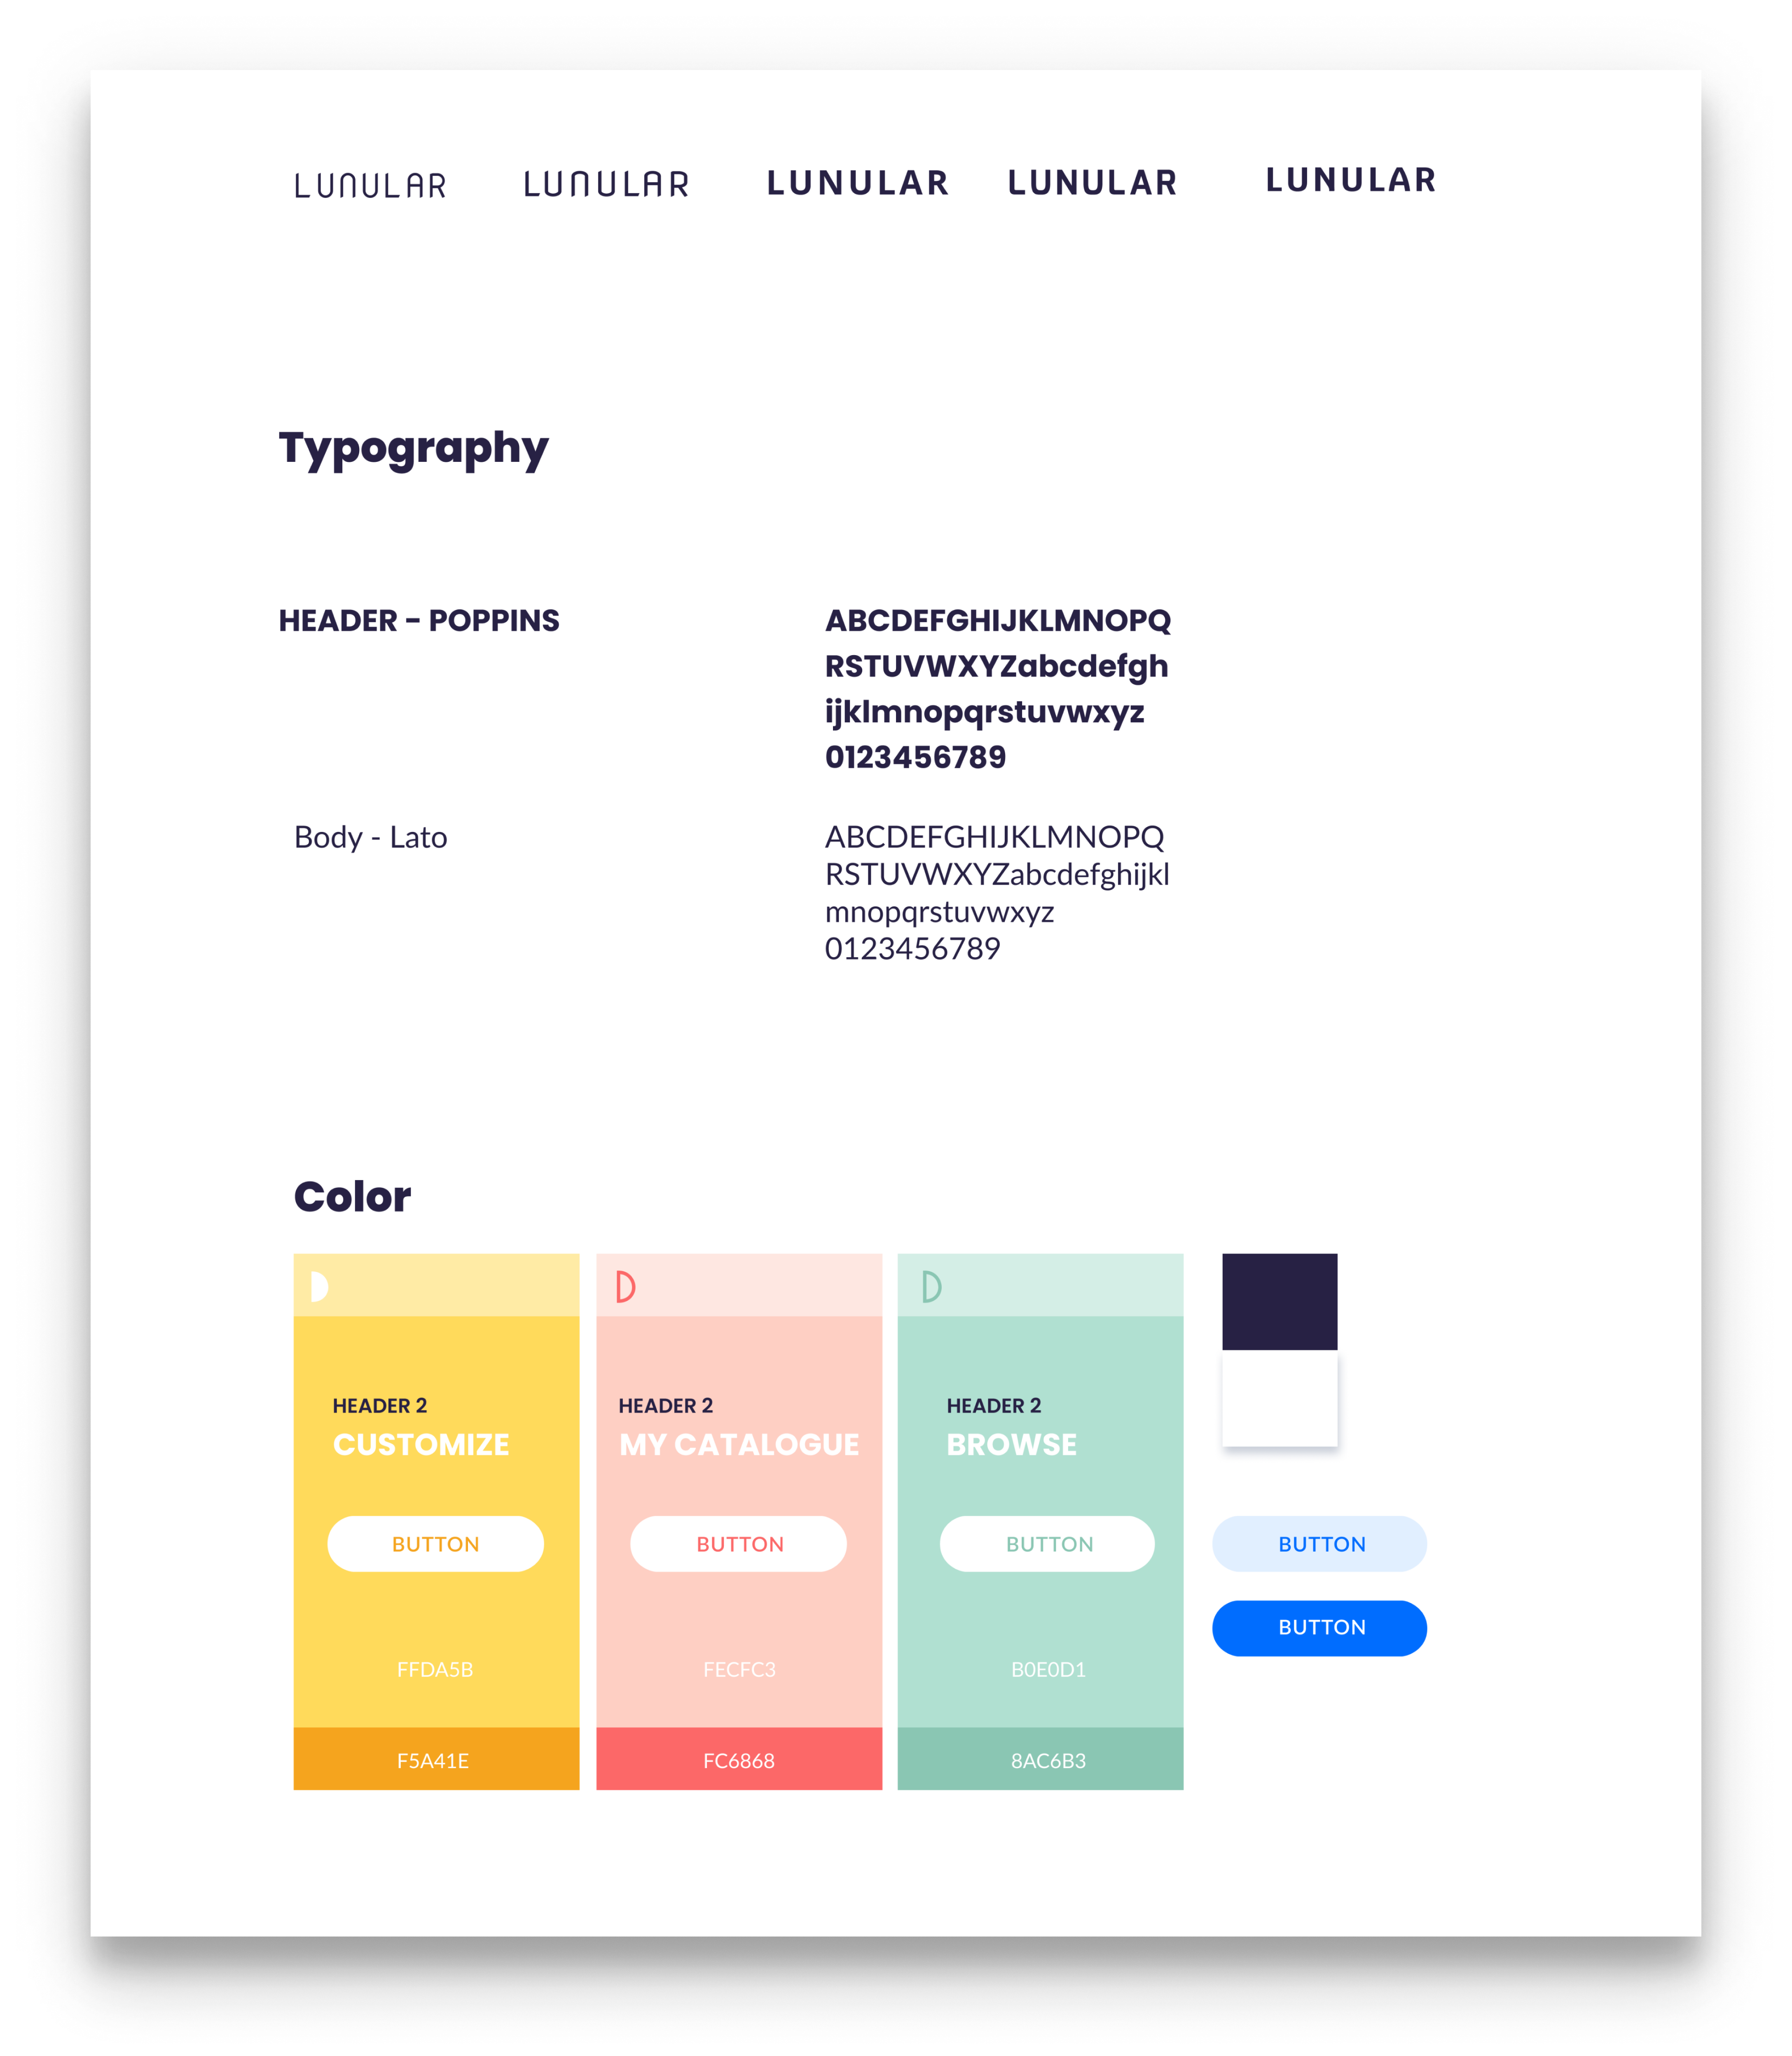 LUNULAR LUNULAR LUNULAR LUNULAR LUNULAR
Typography
HEADER - POPPINS
ABCDEFGHIJKLMNOPQ
RSTUVWXYZabcdefgh
ijklmnopqrstuvwxyz
0123456789
Body - Lato
ABCDEFGHIJKLMNOPQ
RSTUVWXYZabcdefghijkl
mnopqrstuvwxyz
0123456789
Color
HEADER 2
CUSTOMIZE
BUTTON
FFDA5B
F5A41E
HEADER 2
MY CATALOGUE
BUTTON
FECFC3
FC6868
HEADER 2
BROWSE
BUTTON
B0E0D1
8AC6B3
BUTTON
BUTTON